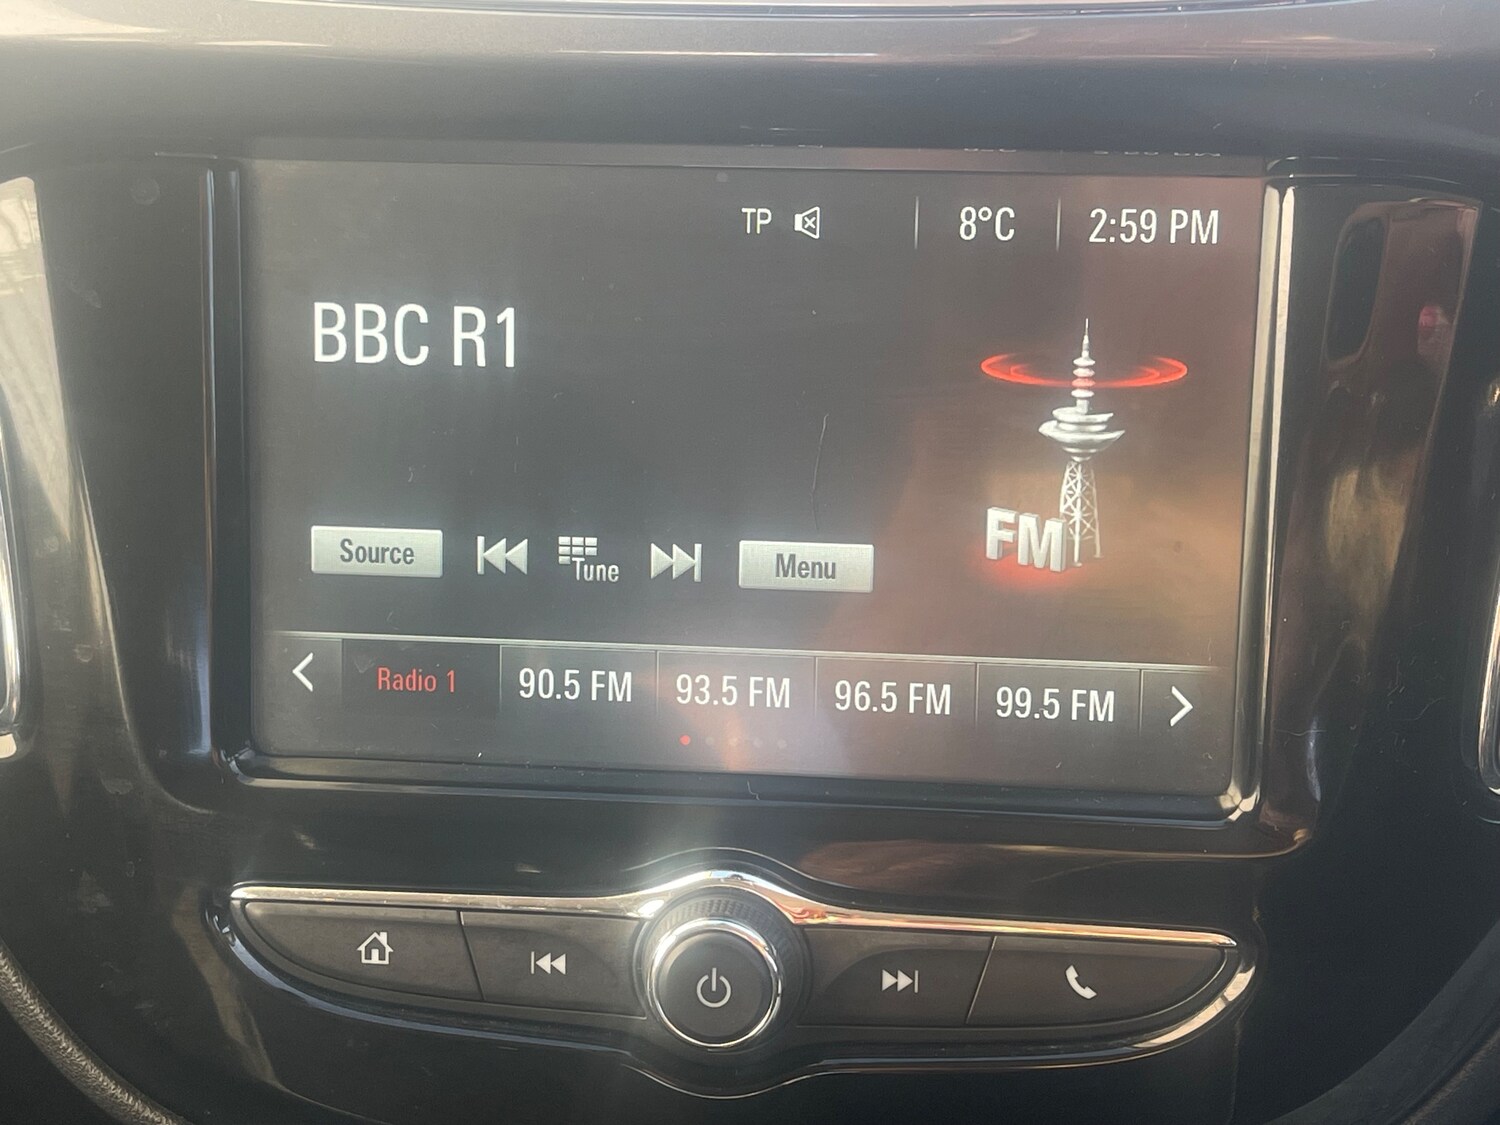 TP 8°C 2:59 PM
BBC R1
FM
Source Tune Menu
Radio 1 90.5 FM 93.5 FM 96.5 FM 99.5 FM